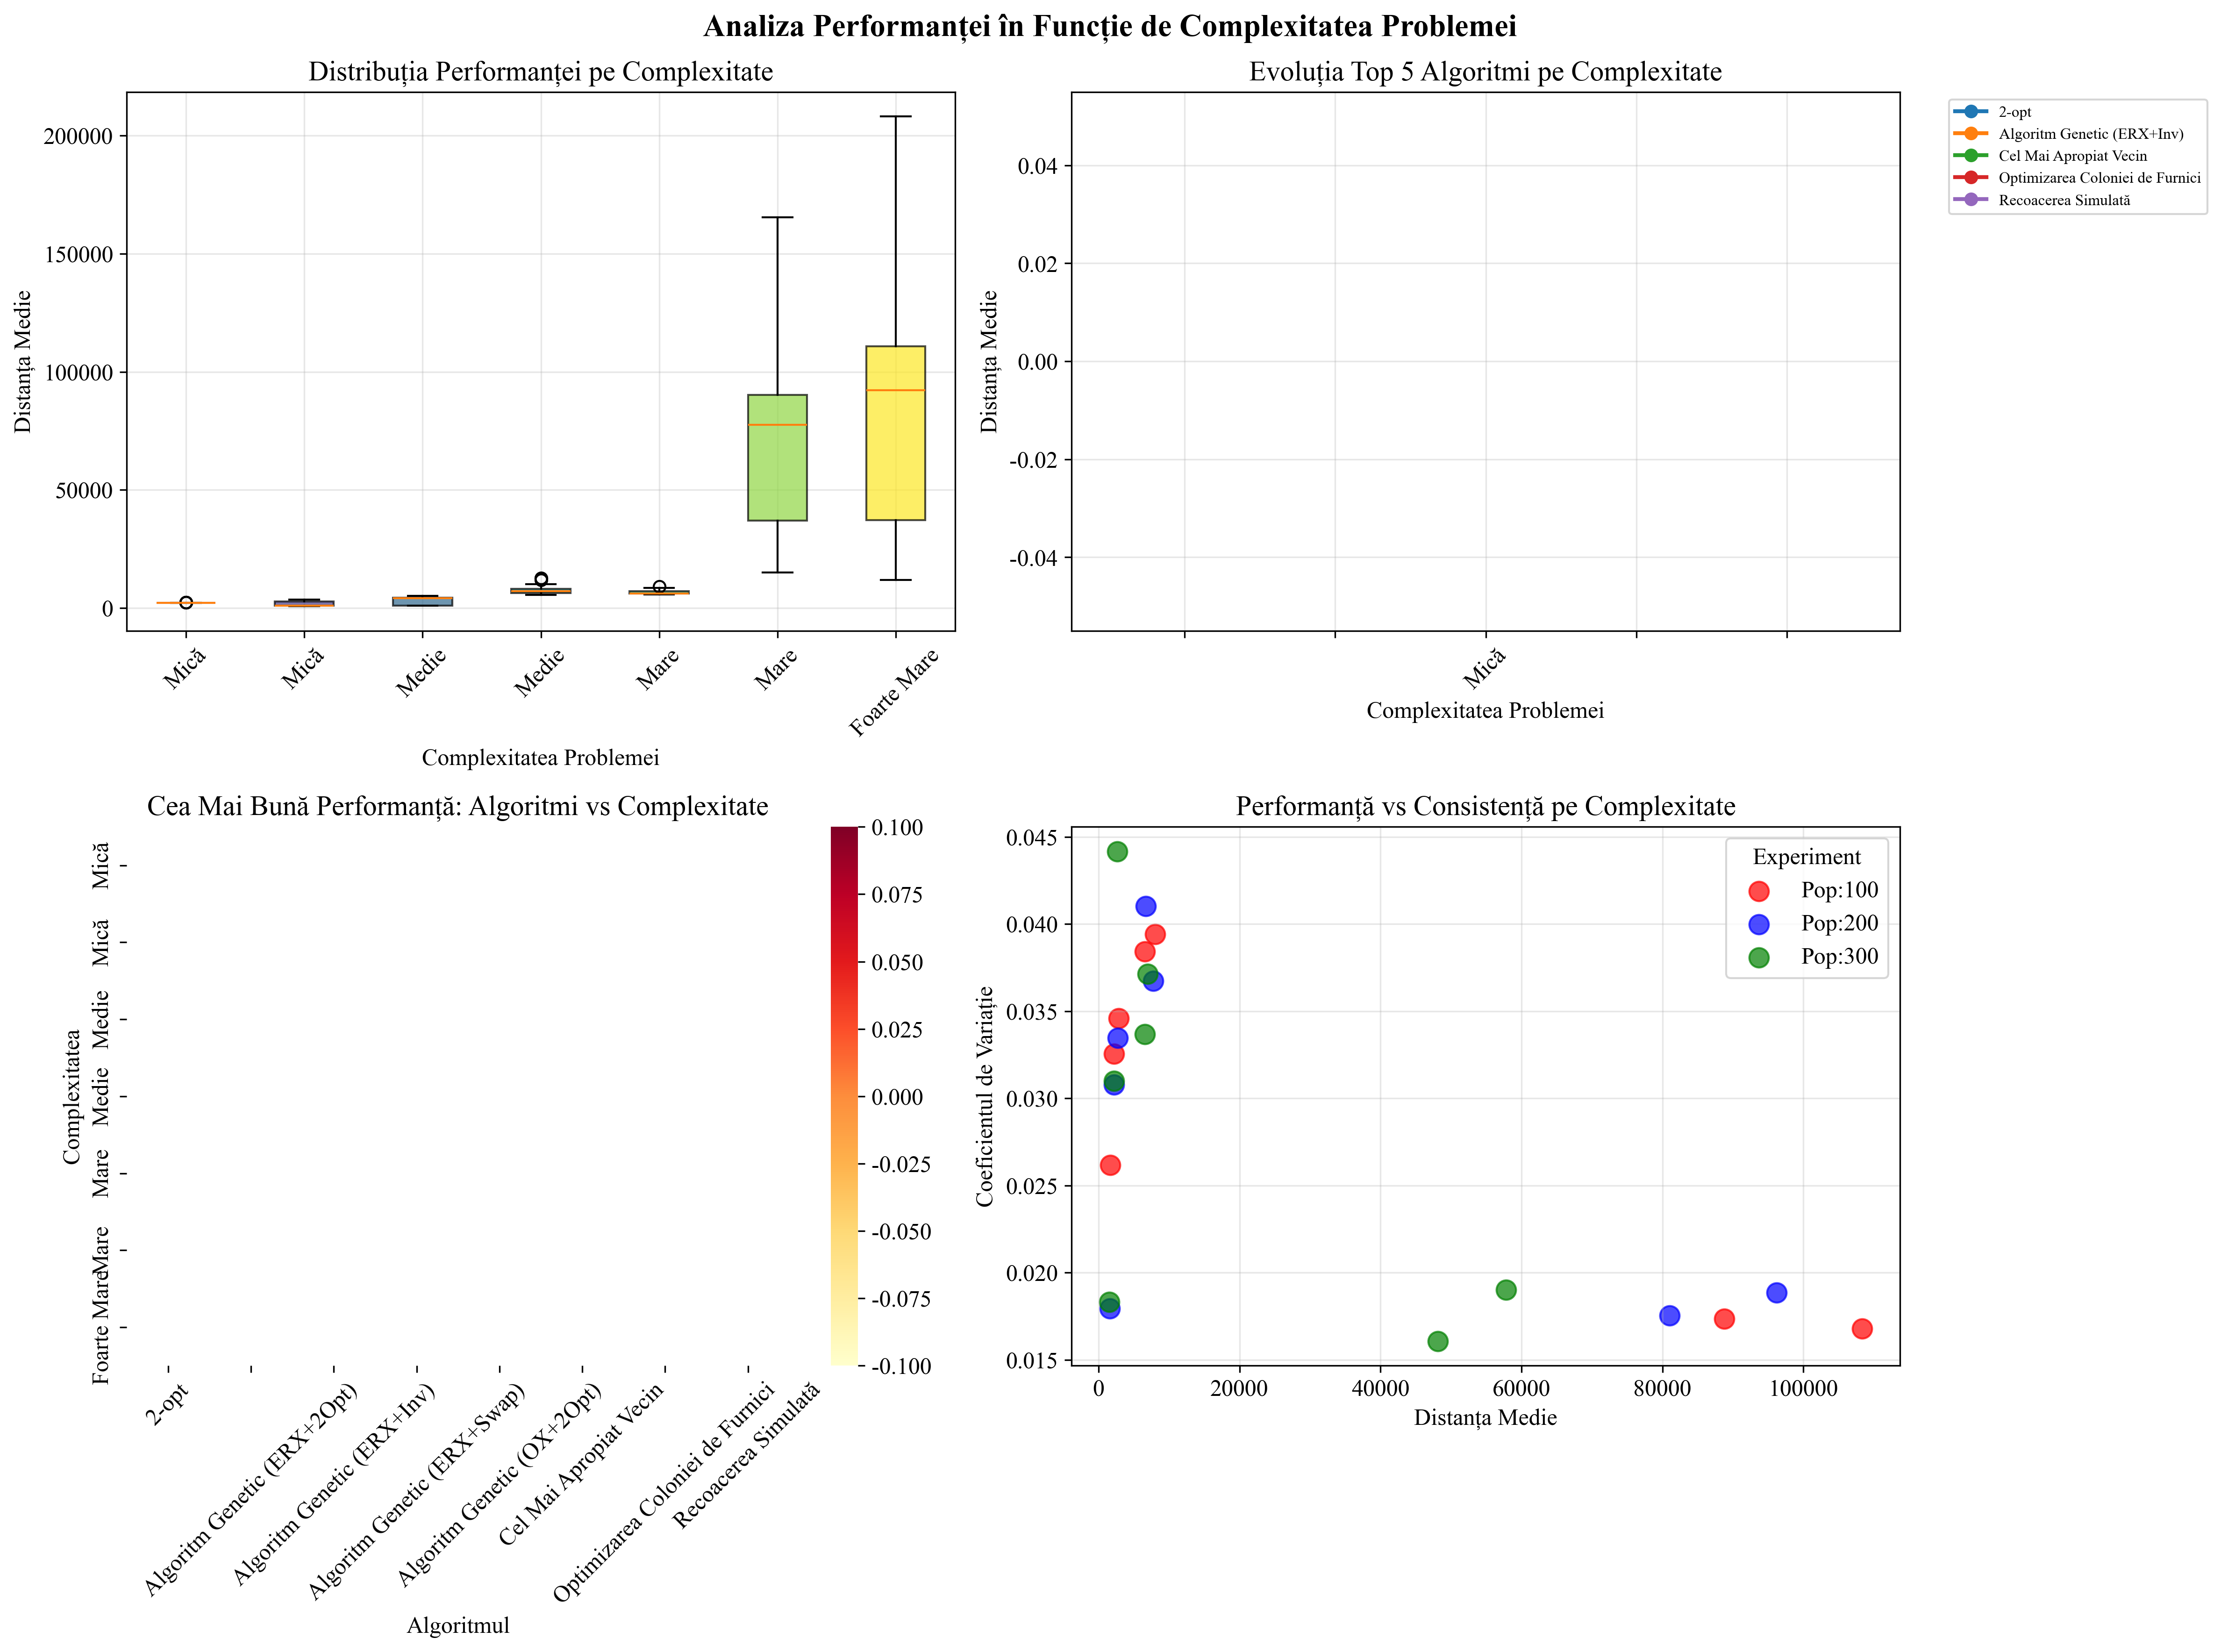 Analiza Performanței în Funcție de Complexitatea Problemei
Distribuția Performanței pe Complexitate
Distanța Medie
200000
150000
100000
50000
0
Mică
Mică
Medie
Medie
Mare
Mare
Foarte Mare
Complexitatea Problemei
Evoluția Top 5 Algoritmi pe Complexitate
Distanța Medie
0.04
0.02
0.00
-0.02
-0.04
Mică
Complexitatea Problemei
2-opt
Algoritm Genetic (ERX+Inv)
Cel Mai Apropiat Vecin
Optimizarea Coloniei de Furnici
Recoacerea Simulată
Cea Mai Bună Performanță: Algoritmi vs Complexitate
Complexitatea
Mică
Mică
Medie
Medie
Mare
Mare
Foarte Mare
2-opt
Algoritm Genetic (ERX+2Opt)
Algoritm Genetic (ERX+Inv)
Algoritm Genetic (ERX+Swap)
Algoritm Genetic (OX+2Opt)
Cel Mai Apropiat Vecin
Optimizarea Coloniei de Furnici
Recoacerea Simulată
Algoritmul
0.100
0.075
0.050
0.025
0.000
-0.025
-0.050
-0.075
-0.100
Performanță vs Consistență pe Complexitate
Coeficientul de Variație
0.045
0.040
0.035
0.030
0.025
0.020
0.015
0
20000
40000
60000
80000
100000
Distanța Medie
Experiment
Pop:100
Pop:200
Pop:300